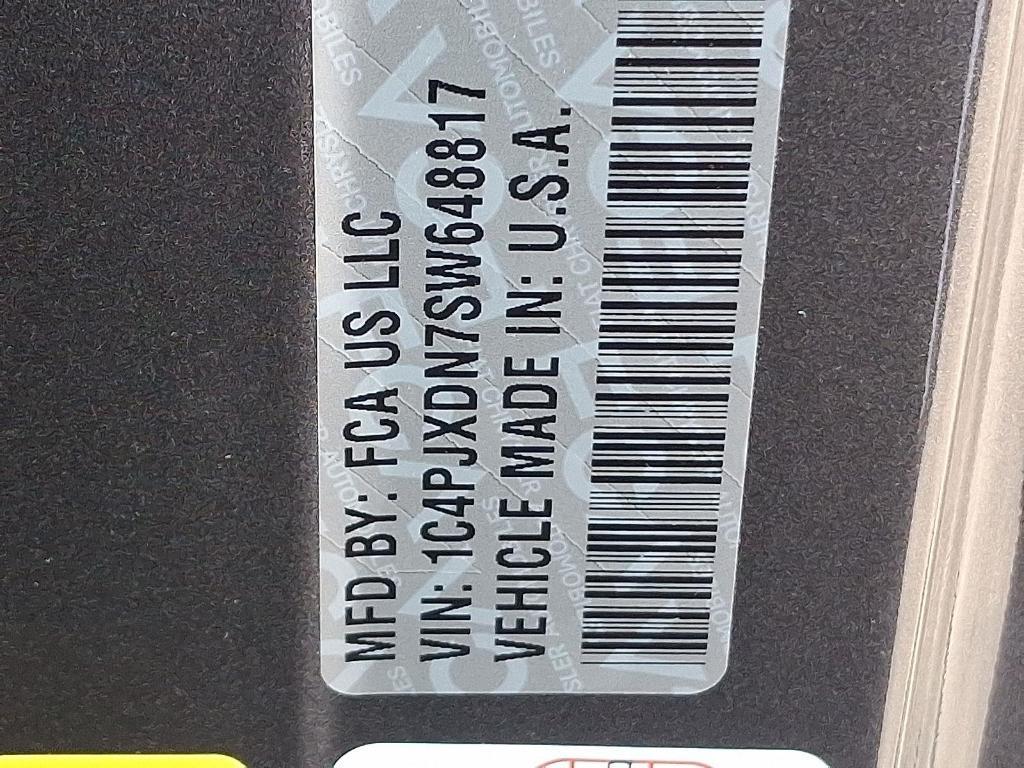 MFD BY: FCA US LLC
VIN: 1C4PJXDN7SW648817
VEHICLE MADE IN: U.S.A.